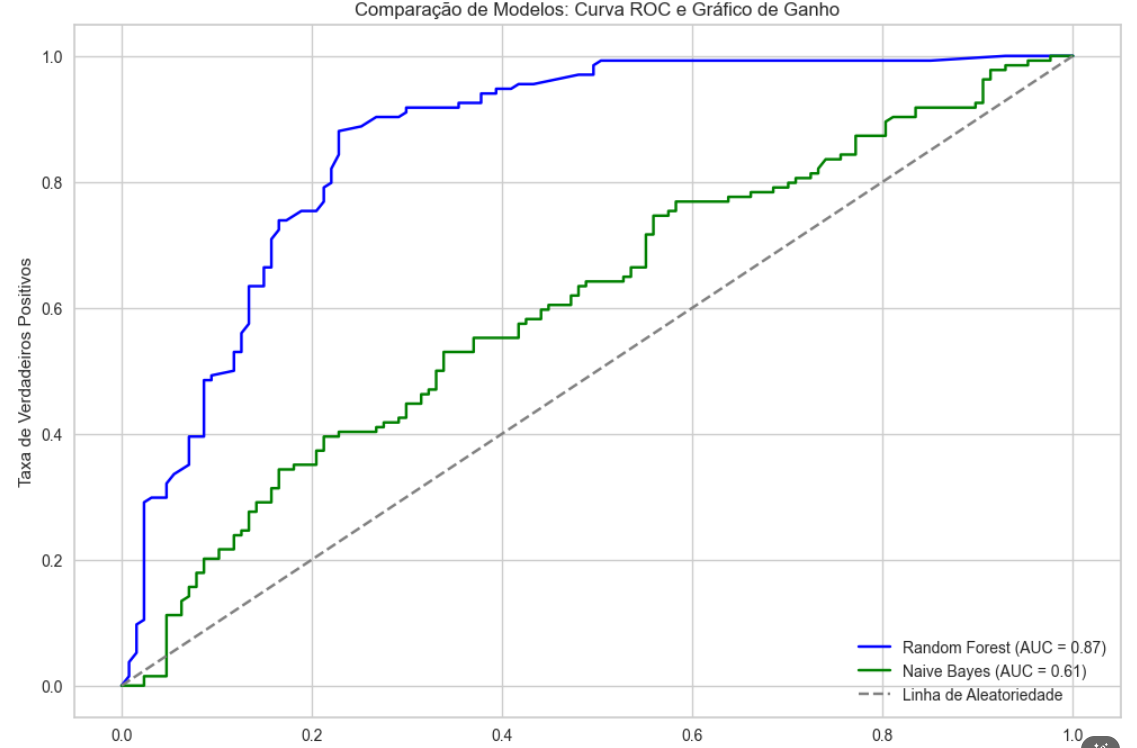 Comparação de Modelos: Curva ROC e Gráfico de Ganho
1.0
0.8
0.6
0.4
0.2
0.0
Taxa de Verdadeiros Positivos
Random Forest (AUC = 0.87)
Naive Bayes (AUC = 0.61)
Linha de Aleatoriedade
0.0 0.2 0.4 0.6 0.8 1.0